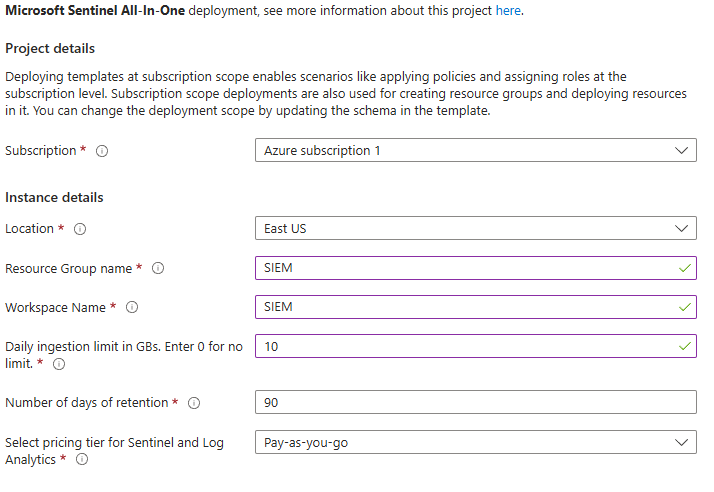 Microsoft Sentinel All-In-One deployment, see more information about this project here.
Project details
Deploying templates at subscription scope enables scenarios like applying policies and assigning roles at the
subscription level. Subscription scope deployments are also used for creating resource groups and deploying resources
in it. You can change the deployment scope by updating the schema in the template.
Subscription * Azure subscription 1
Instance details
Location * East US
Resource Group name * SIEM
Workspace Name * SIEM
Daily ingestion limit in GBs. Enter 0 for no 10
limit. *
Number of days of retention * 90
Select pricing tier for Sentinel and Log Pay-as-you-go
Analytics *